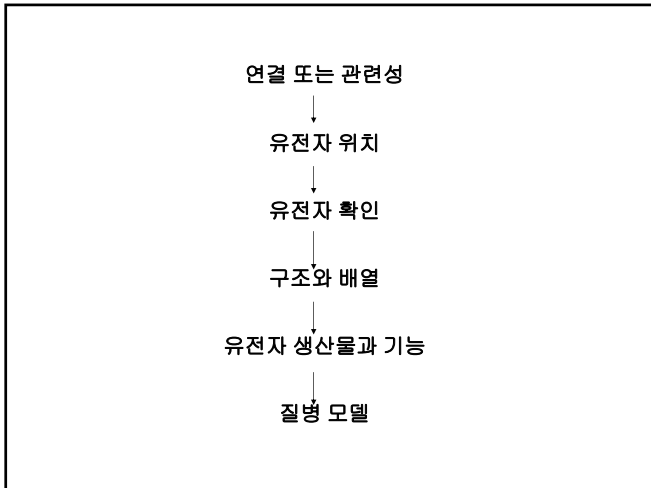 연결 또는 관련성
유전자 위치
유전자 확인
구조와 배열
유전자 생산물과 기능
질병 모델